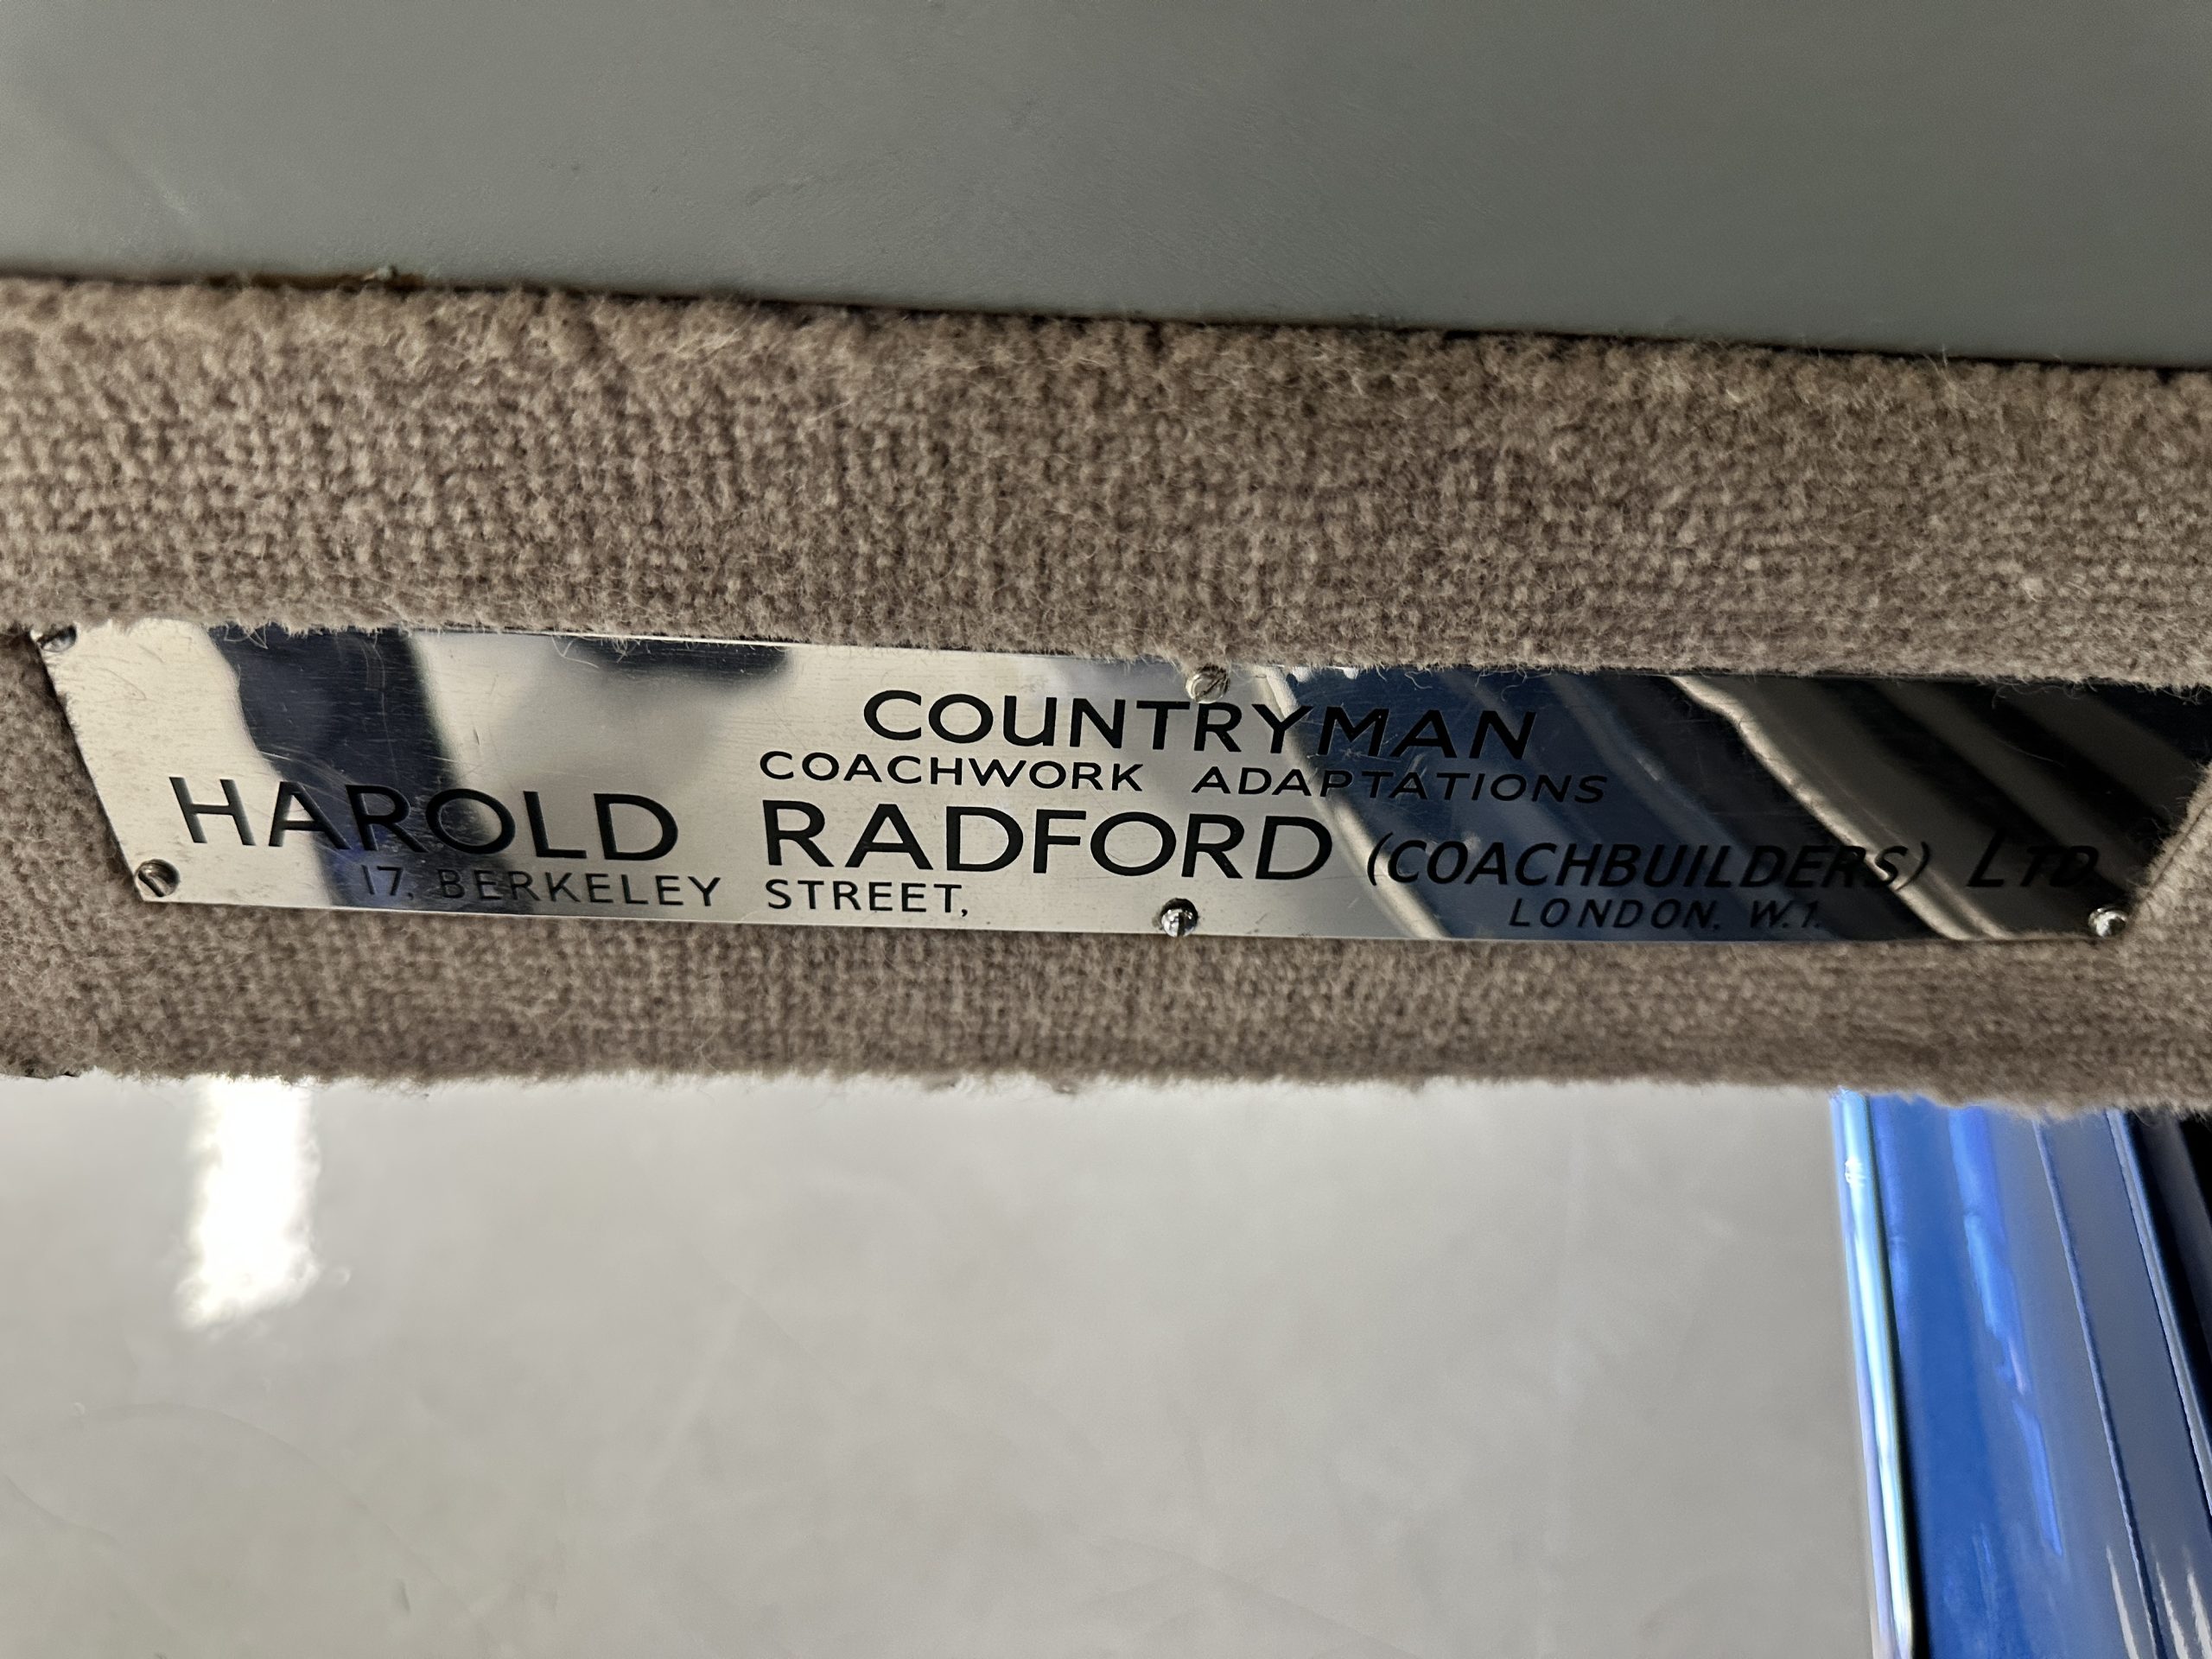 COUNTRYMAN
COACHWORK ADAPTATIONS
HAROLD RADFORD (COACHBUILDERS) LTD.
17, BERKELEY STREET, LONDON, W.1.